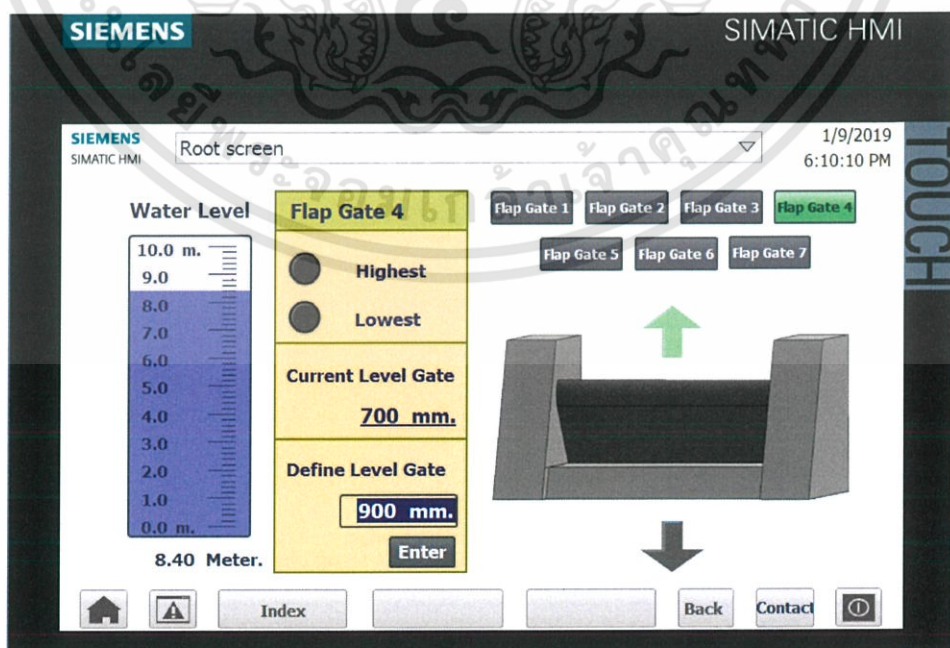 SIEMENS
SIMATIC HMI
TOUCH
SIEMENS
SIMATIC HMI
Root screen
1/9/2019
6:10:10 PM
Water Level
10.0 m.
9.0
8.0
7.0
6.0
5.0
4.0
3.0
2.0
1.0
0.0 m.
8.40 Meter.
Flap Gate 4
Highest
Lowest
Current Level Gate
700 mm.
Define Level Gate
900 mm.
Enter
Flap Gate 1
Flap Gate 2
Flap Gate 3
Flap Gate 4
Flap Gate 5
Flap Gate 6
Flap Gate 7
Index
Back
Contact